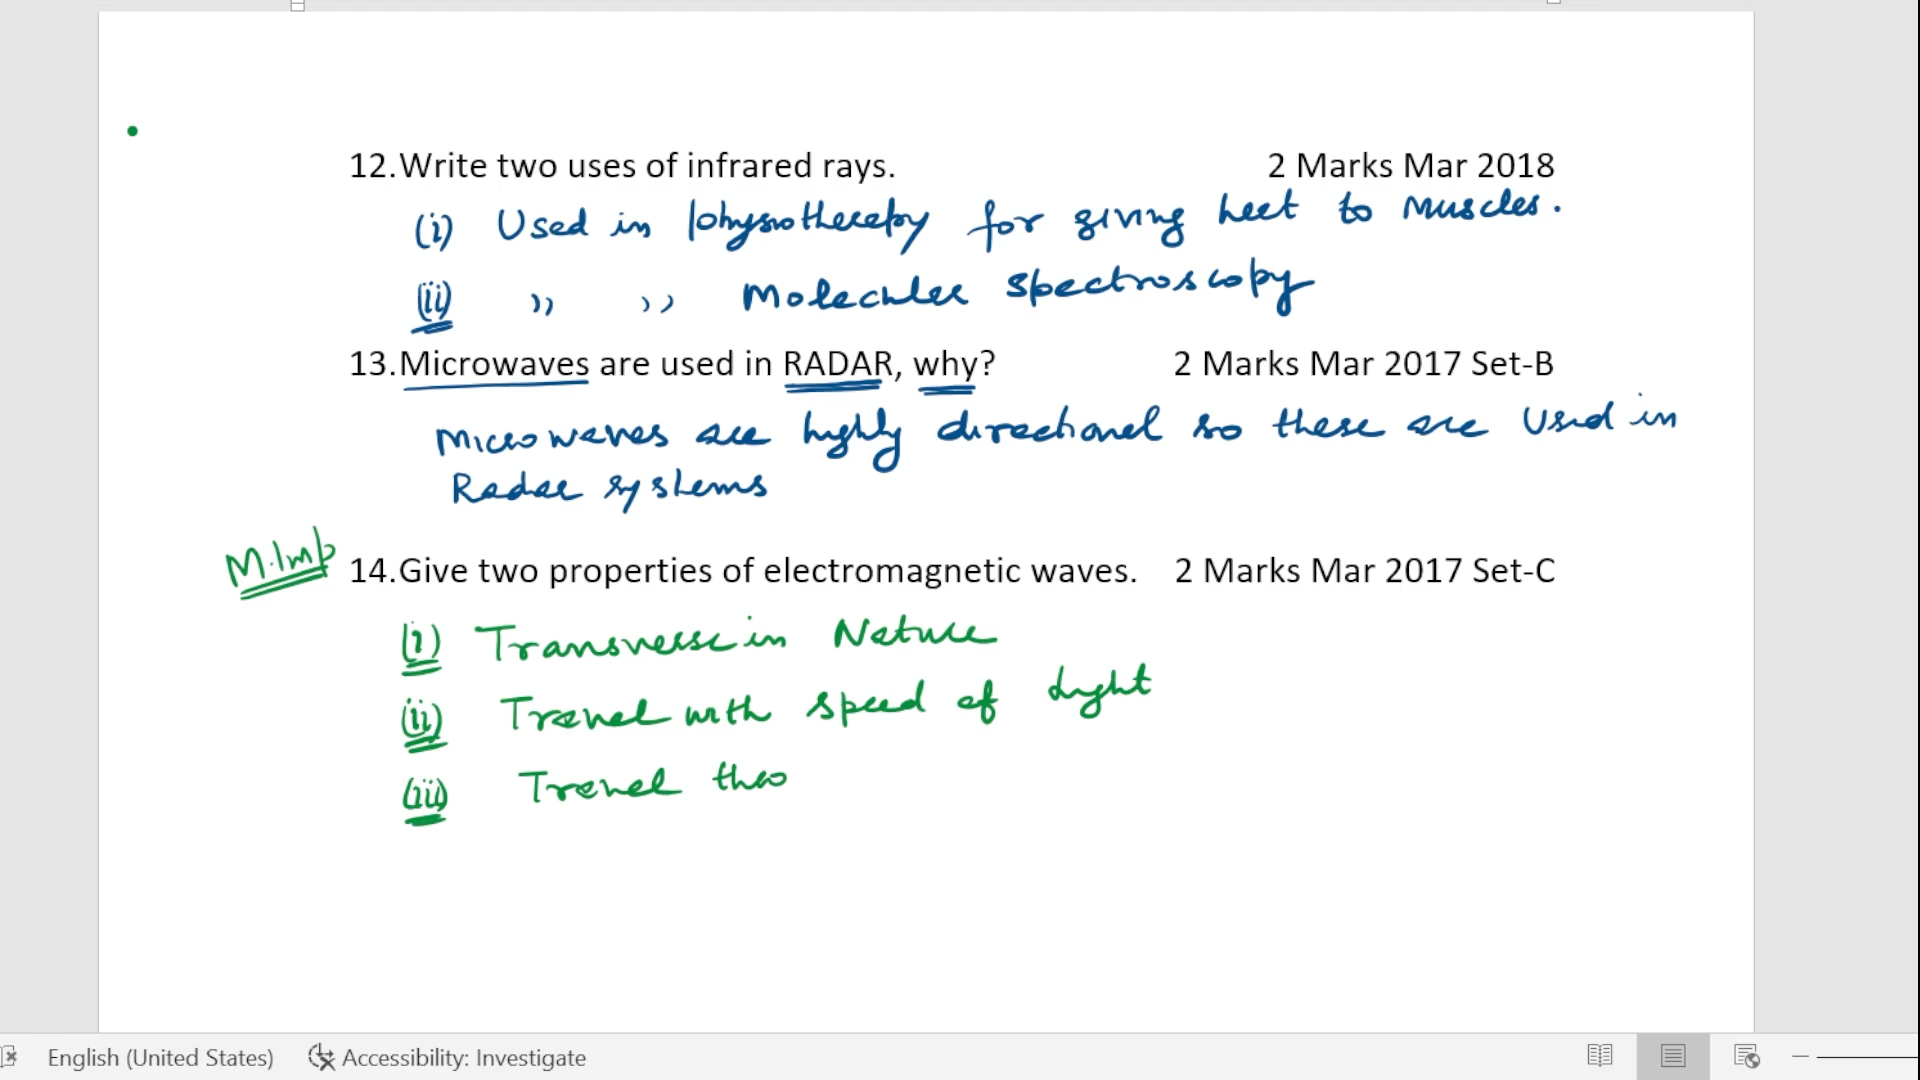 12.Write two uses of infrared rays. 2 Marks Mar 2018
(i) Used in physiotherapy for giving heat to Muscles.
(ii) " " Molecular spectroscopy
13.Microwaves are used in RADAR, why? 2 Marks Mar 2017 Set-B
Microwaves are highly directional so these are used in
Radar systems
M.Imp 14.Give two properties of electromagnetic waves. 2 Marks Mar 2017 Set-C
(i) Transverse in Nature
(ii) Travel with speed of light
(iii) Travel thro
English (United States) Accessibility: Investigate